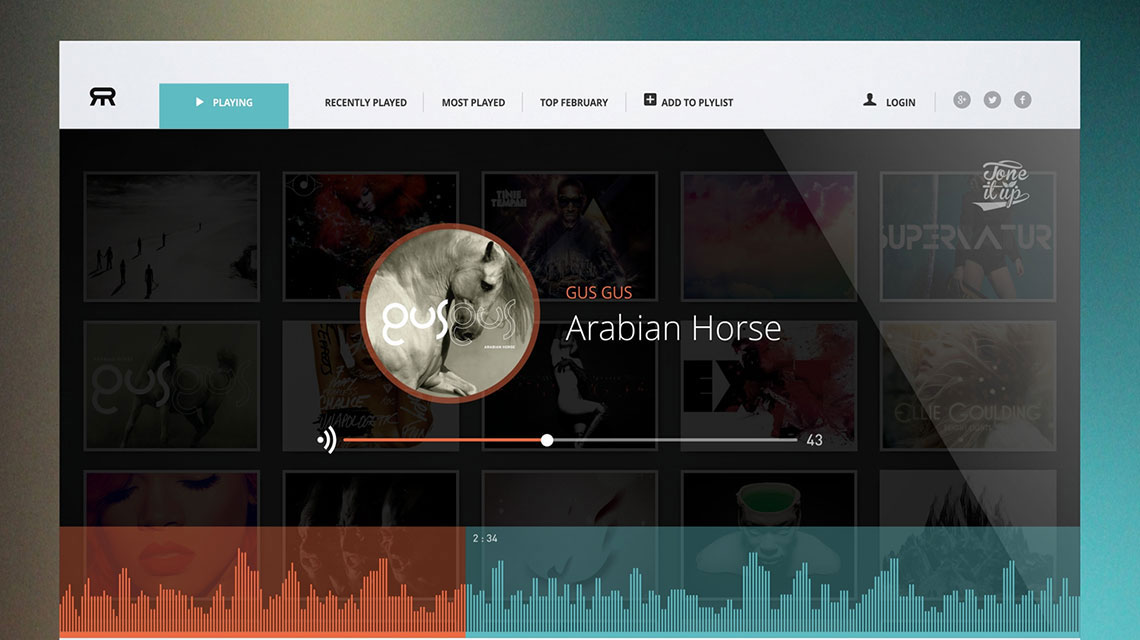 PLAYING
RECENTLY PLAYED
MOST PLAYED
TOP FEBRUARY
ADD TO PLYLIST
LOGIN
Tone
it up
TINIE
TEMPAH
SUPERNATUR
GUS GUS
Arabian Horse
gusgus
ARABIAN HORSE
gusgus
EX
ELLIE GOULDING
43
2 : 34